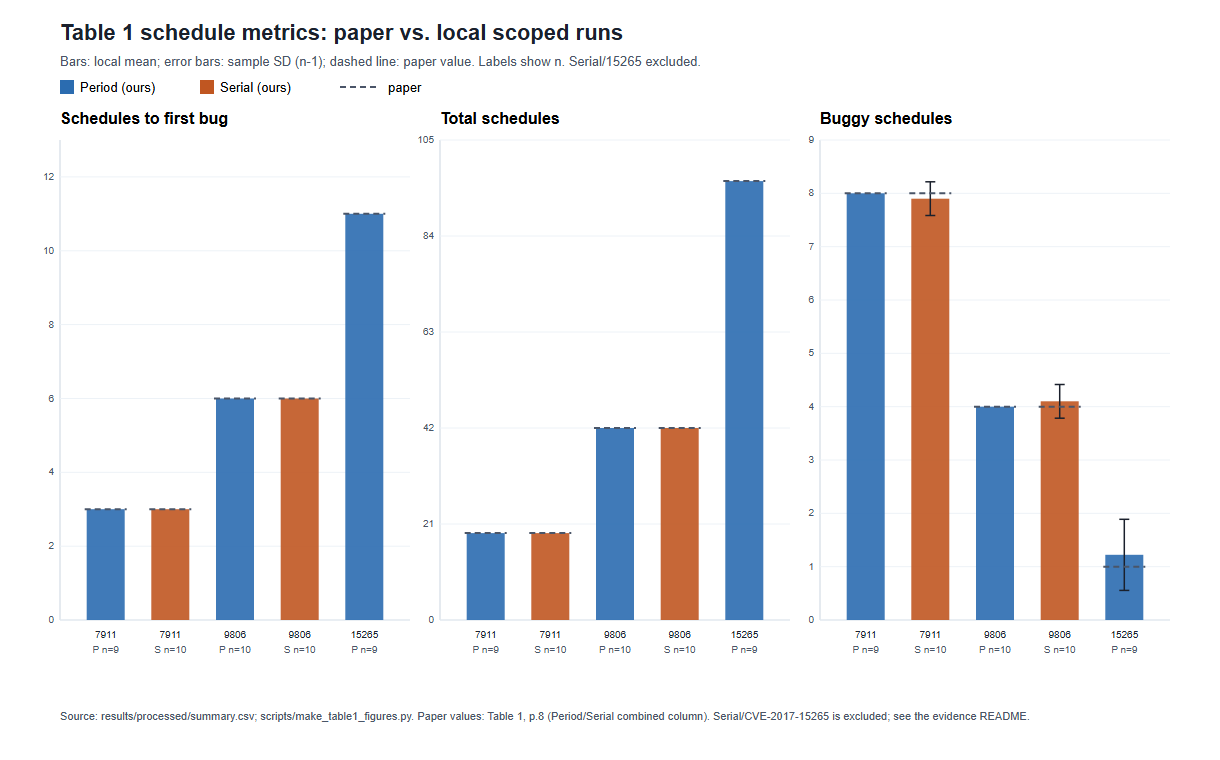 Table 1 schedule metrics: paper vs. local scoped runs
Bars: local mean; error bars: sample SD (n-1); dashed line: paper value. Labels show n. Serial/15265 excluded.
Period (ours) Serial (ours) paper
Schedules to first bug
12
10
8
6
4
2
0
7911 7911 9806 9806 15265
P n=9 S n=10 P n=10 S n=10 P n=9
Total schedules
105
84
63
42
21
0
7911 7911 9806 9806 15265
P n=9 S n=10 P n=10 S n=10 P n=9
Buggy schedules
9
8
7
6
5
4
3
2
1
0
7911 7911 9806 9806 15265
P n=9 S n=10 P n=10 S n=10 P n=9
Source: results/processed/summary.csv; scripts/make_table1_figures.py. Paper values: Table 1, p.8 (Period/Serial combined column). Serial/CVE-2017-15265 is excluded; see the evidence README.